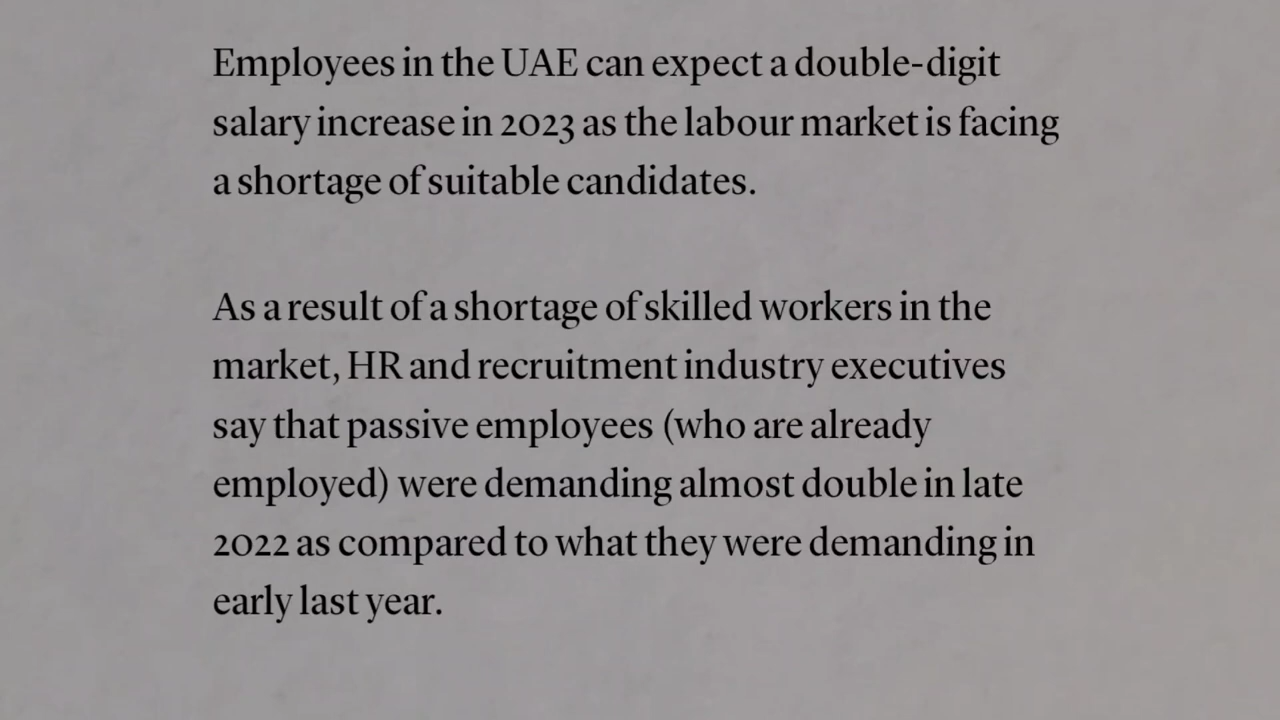 Employees in the UAE can expect a double-digit
salary increase in 2023 as the labour market is facing
a shortage of suitable candidates.
As a result of a shortage of skilled workers in the
market, HR and recruitment industry executives
say that passive employees (who are already
employed) were demanding almost double in late
2022 as compared to what they were demanding in
early last year.